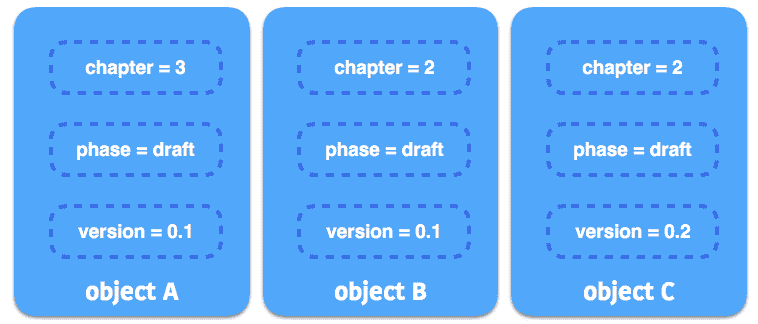 chapter = 3
phase = draft
version = 0.1
object A
chapter = 2
phase = draft
version = 0.1
object B
chapter = 2
phase = draft
version = 0.2
object C